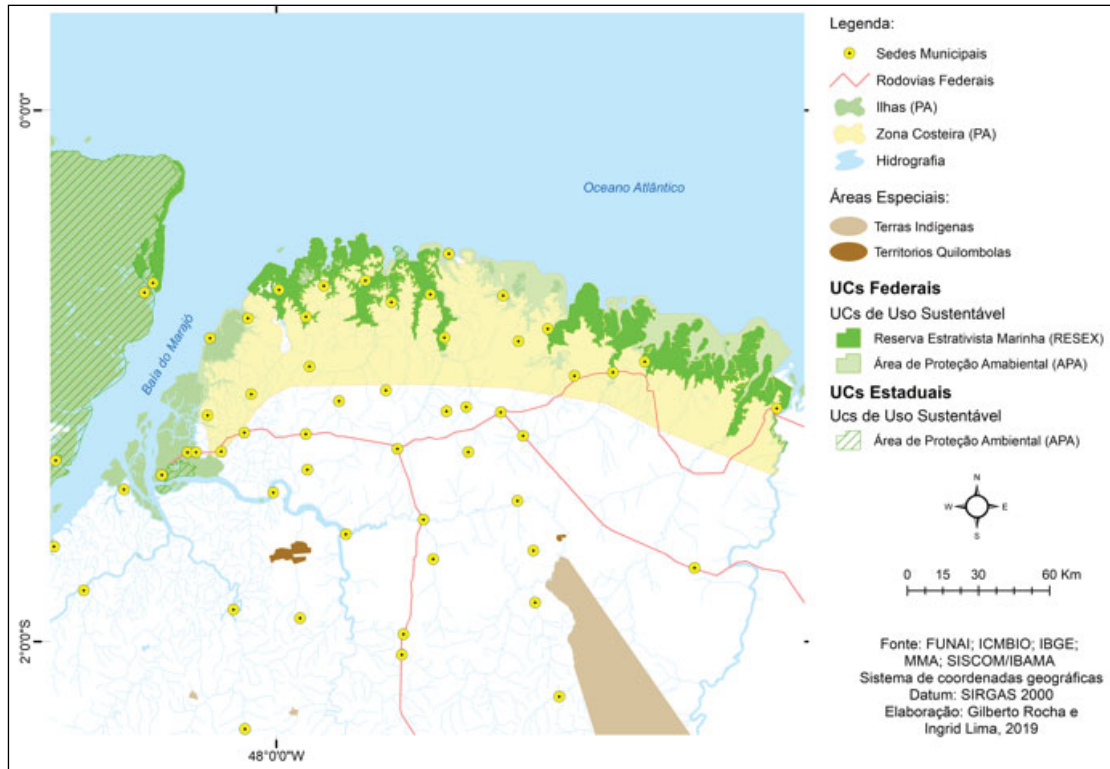 0°0'0"
2°0'0"S
48°0'0"W
Oceano Atlântico
Baía do Marajó
Legenda:
Sedes Municipais
Rodovias Federais
Ilhas (PA)
Zona Costeira (PA)
Hidrografia
Áreas Especiais:
Terras Indígenas
Territorios Quilombolas
UCs Federais
UCs de Uso Sustentável
Reserva Estrativista Marinha (RESEX)
Área de Proteção Amabiental (APA)
UCs Estaduais
Ucs de Uso Sustentável
Área de Proteção Ambiental (APA)
N
W E
S
0 15 30 60 Km
Fonte: FUNAI; ICMBIO; IBGE;
MMA; SISCOM/IBAMA
Sistema de coordenadas geográficas
Datum: SIRGAS 2000
Elaboração: Gilberto Rocha e
Ingrid Lima, 2019